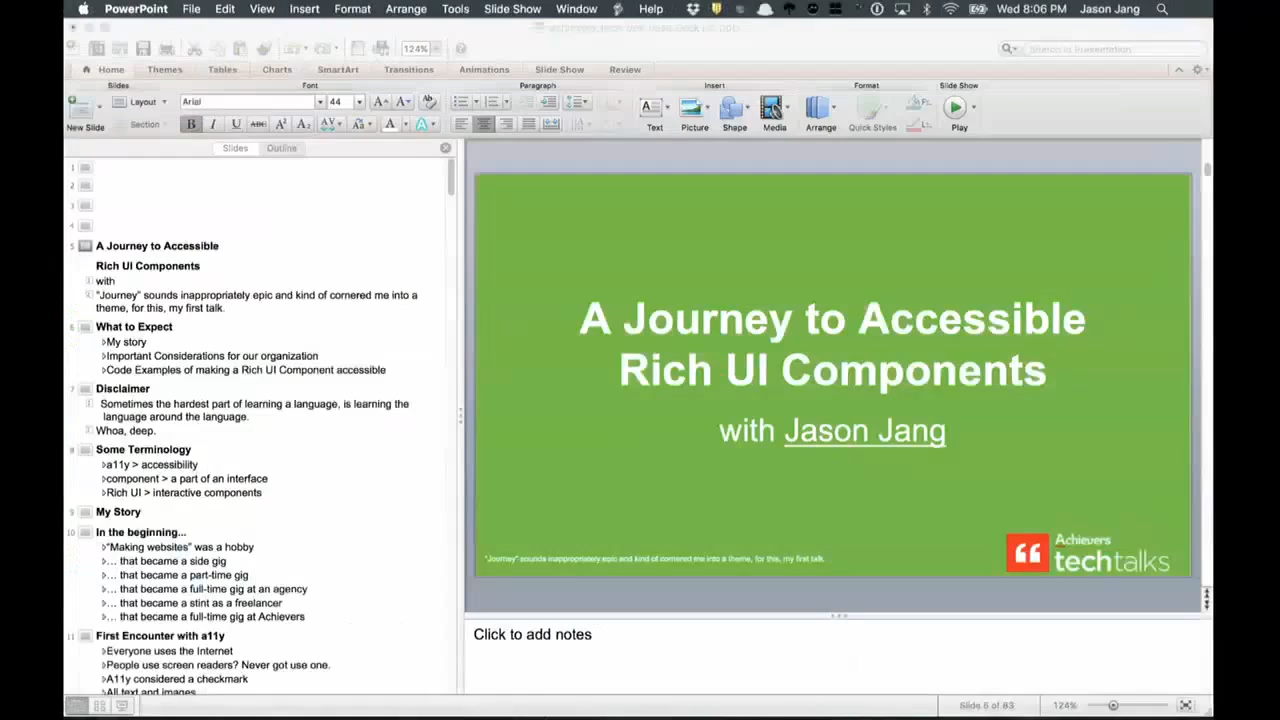 PowerPoint File Edit View Insert Format Arrange Tools Slide Show Window Help Wed 8:06 PM Jason Jang
124% Search in Presentation
Home Themes Tables Charts SmartArt Transitions Animations Slide Show Review
Slides Font Paragraph Insert Format Slide Show
Layout Arial 44
New Slide Section Text Picture Shape Media Arrange Quick Styles Play
Slides Outline
1
2
3
4
5 A Journey to Accessible
Rich UI Components
with
"Journey" sounds inappropriately epic and kind of cornered me into a
theme, for this, my first talk.
6 What to Expect
My story
Important Considerations for our organization
Code Examples of making a Rich UI Component accessible
7 Disclaimer
Sometimes the hardest part of learning a language, is learning the
language around the language.
Whoa, deep.
8 Some Terminology
a11y > accessibility
component > a part of an interface
Rich UI > interactive components
9 My Story
10 In the beginning...
"Making websites" was a hobby
... that became a side gig
... that became a part-time gig
... that became a full-time gig at an agency
... that became a stint as a freelancer
... that became a full-time gig at Achievers
11 First Encounter with a11y
Everyone uses the Internet
People use screen readers? Never got use one.
A11y considered a checkmark
All text and images
A Journey to Accessible
Rich UI Components
with Jason Jang
"Journey" sounds inappropriately epic and kind of cornered me into a theme, for this, my first talk.
Achievers
techtalks
Click to add notes
124%